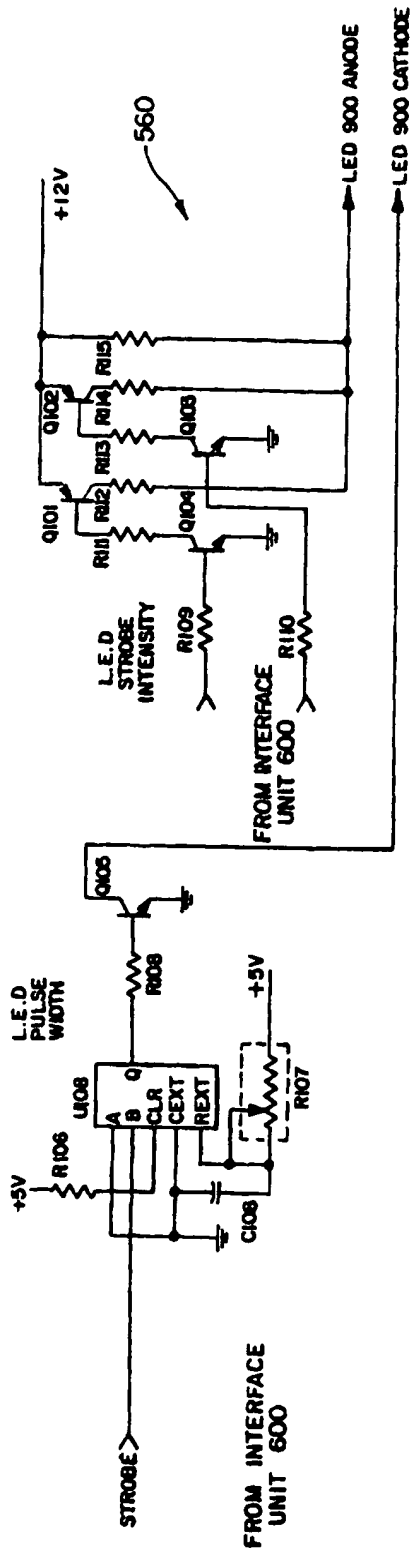 STROBE
FROM INTERFACE
UNIT 600
+5V
R106
L.E.D
PULSE
WIDTH
U108
A
B
CLR
CEXT
REXT
Q
C108
R107
+5V
R108
Q105
L.E.D
STROBE
INTENSITY
FROM INTERFACE
UNIT 600
R109
R110
Q101
R111
R112
Q104
Q102
R113
R114
R115
Q103
+12V
560
LED 900 ANODE
LED 900 CATHODE